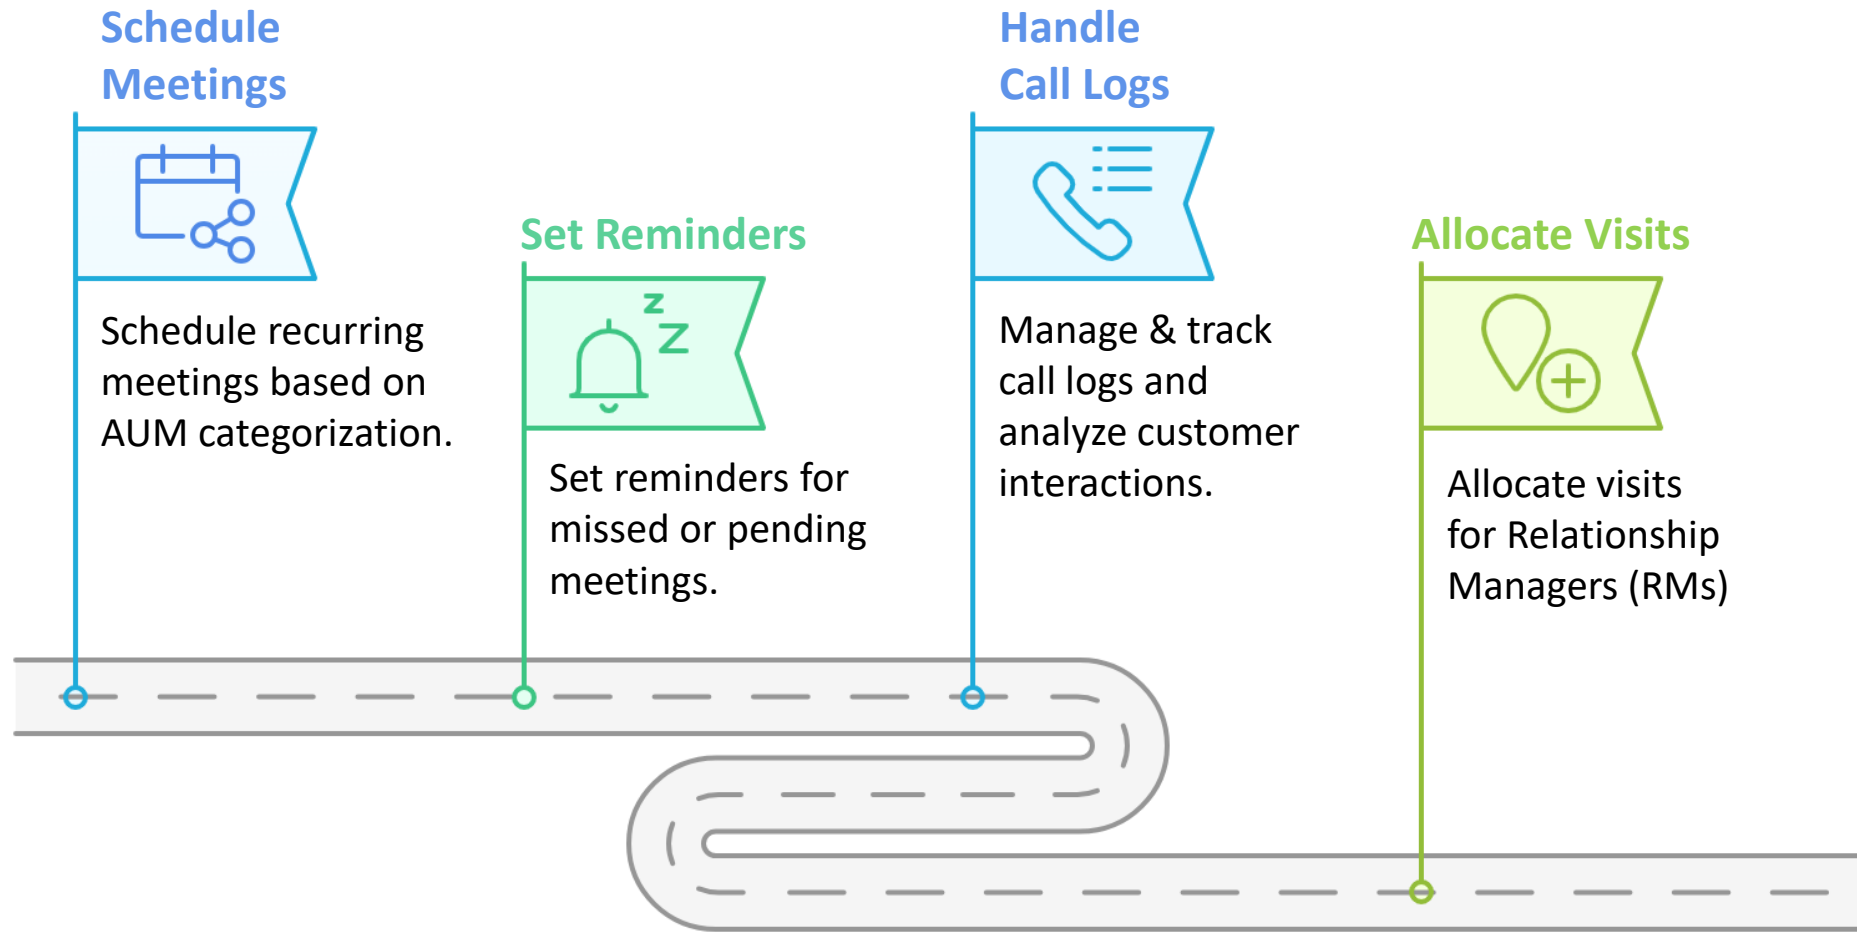 Schedule
Meetings
Schedule recurring
meetings based on
AUM categorization.
Set Reminders
z
Z
Set reminders for
missed or pending
meetings.
Handle
Call Logs
Manage & track
call logs and
analyze customer
interactions.
Allocate Visits
Allocate visits
for Relationship
Managers (RMs)